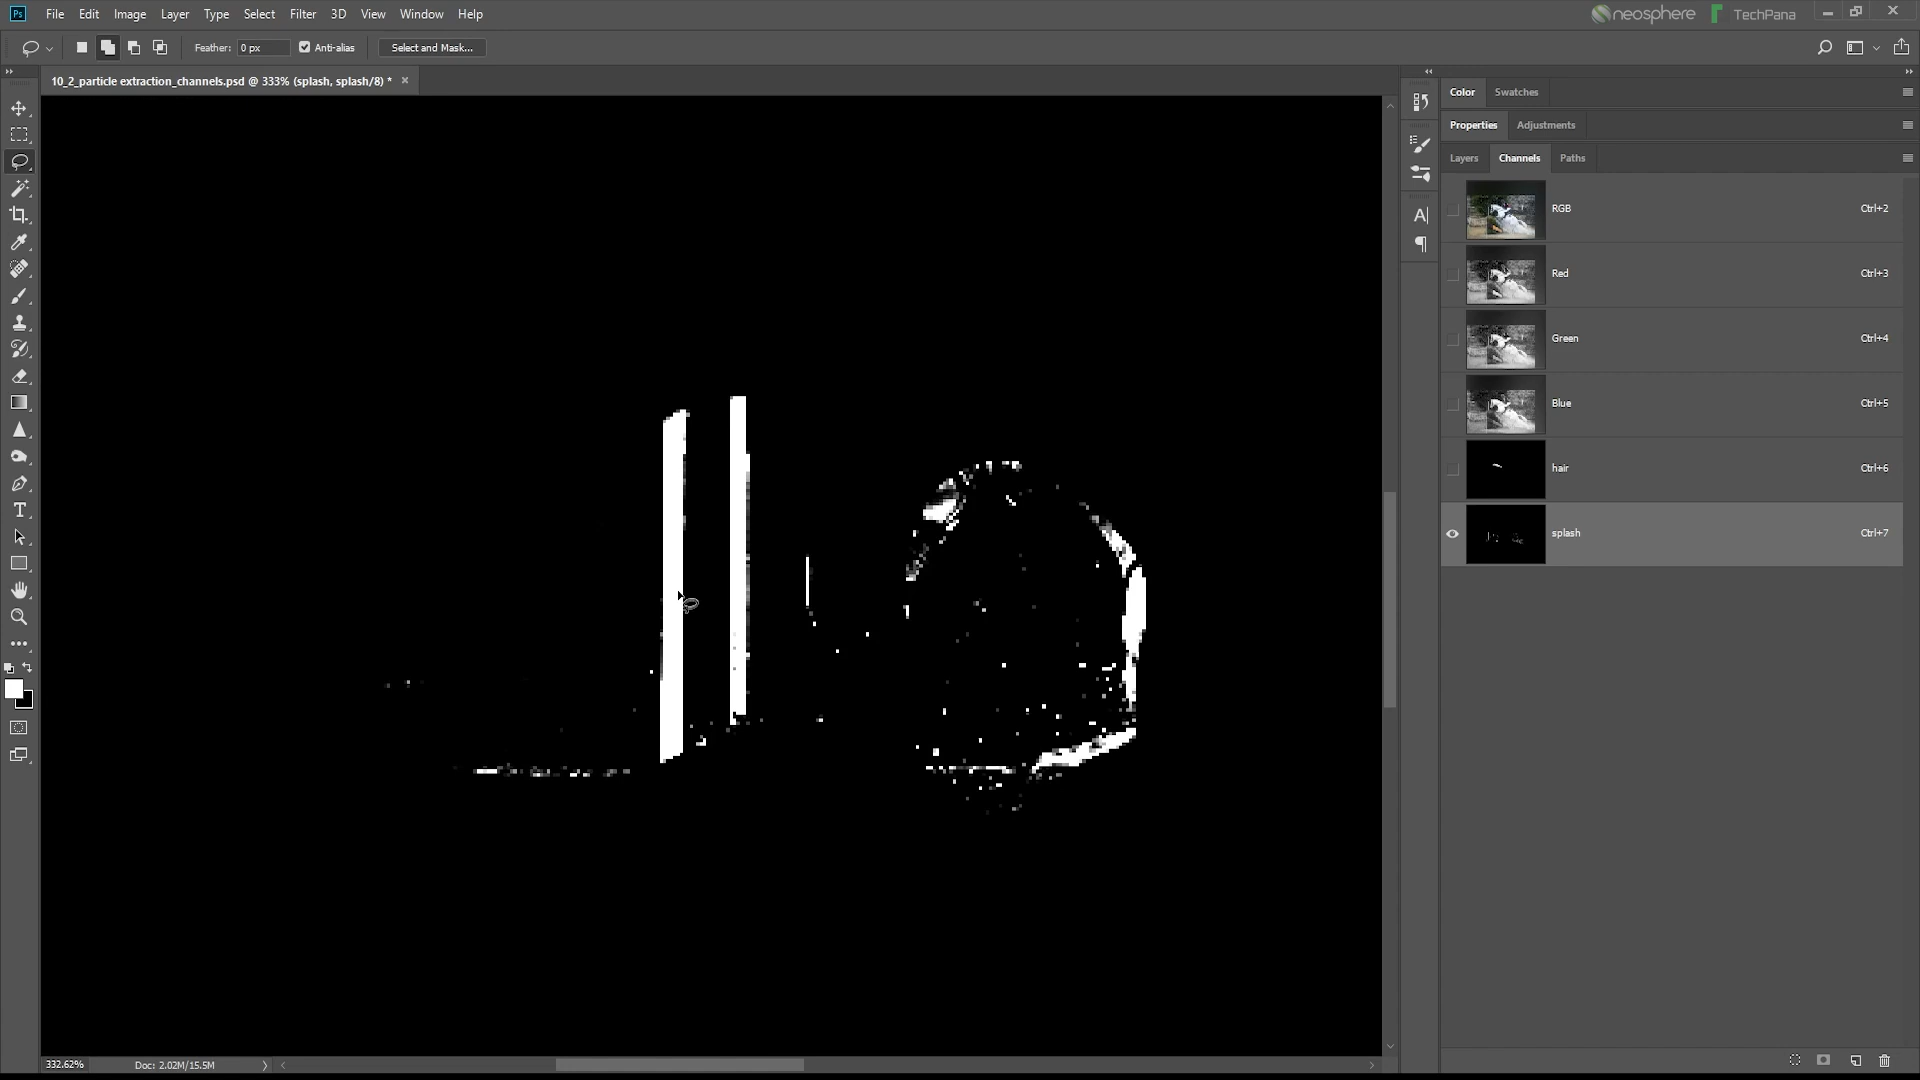 Ps File Edit Image Layer Type Select Filter 3D View Window Help neosphere TechPana
Feather: 0 px Anti-alias Select and Mask...
10_2_particle extraction_channels.psd @ 333% (splash, splash/8) *
Color Swatches
Properties Adjustments
Layers Channels Paths
RGB Ctrl+2
Red Ctrl+3
Green Ctrl+4
Blue Ctrl+5
hair Ctrl+6
splash Ctrl+7
332.62% Doc: 2.02M/15.5M